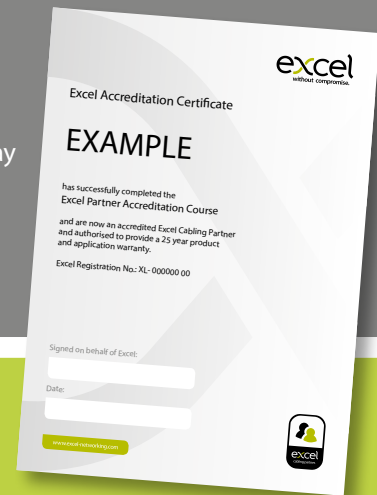 excel
without compromise.
Excel Accreditation Certificate
EXAMPLE
has successfully completed the
Excel Partner Accreditation Course
and are now an accredited Excel Cabling Partner
and authorised to provide a 25 year product
and application warranty.
Excel Registration No.: XL- 000000 00
Signed on behalf of Excel:
Date:
www.excel-networking.com
excel
cabling partner